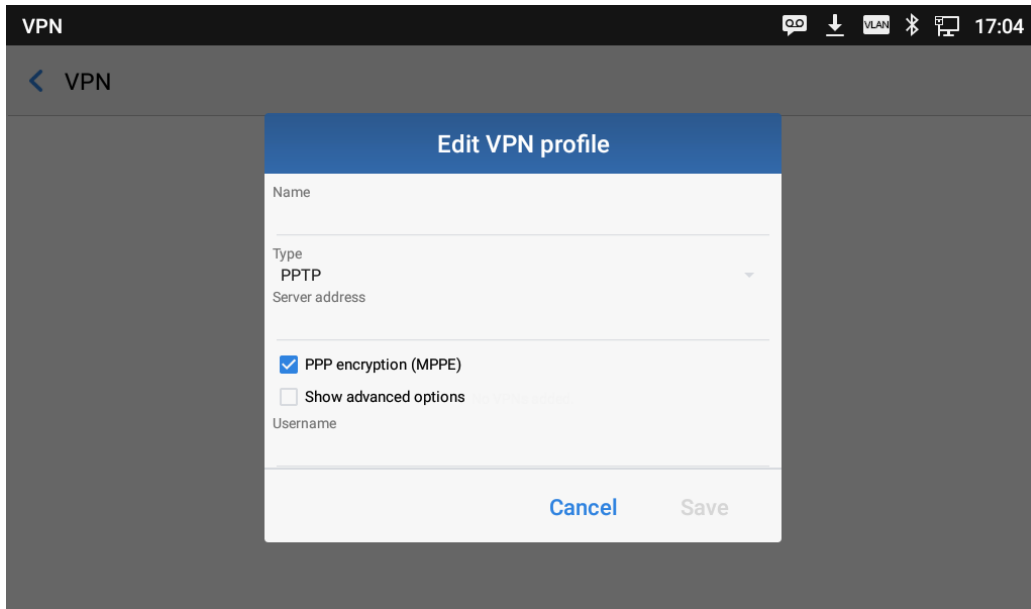 VPN
VLAN 17:04
VPN
Edit VPN profile
Name
Type
PPTP
Server address
PPP encryption (MPPE)
Show advanced options
Username
Cancel Save